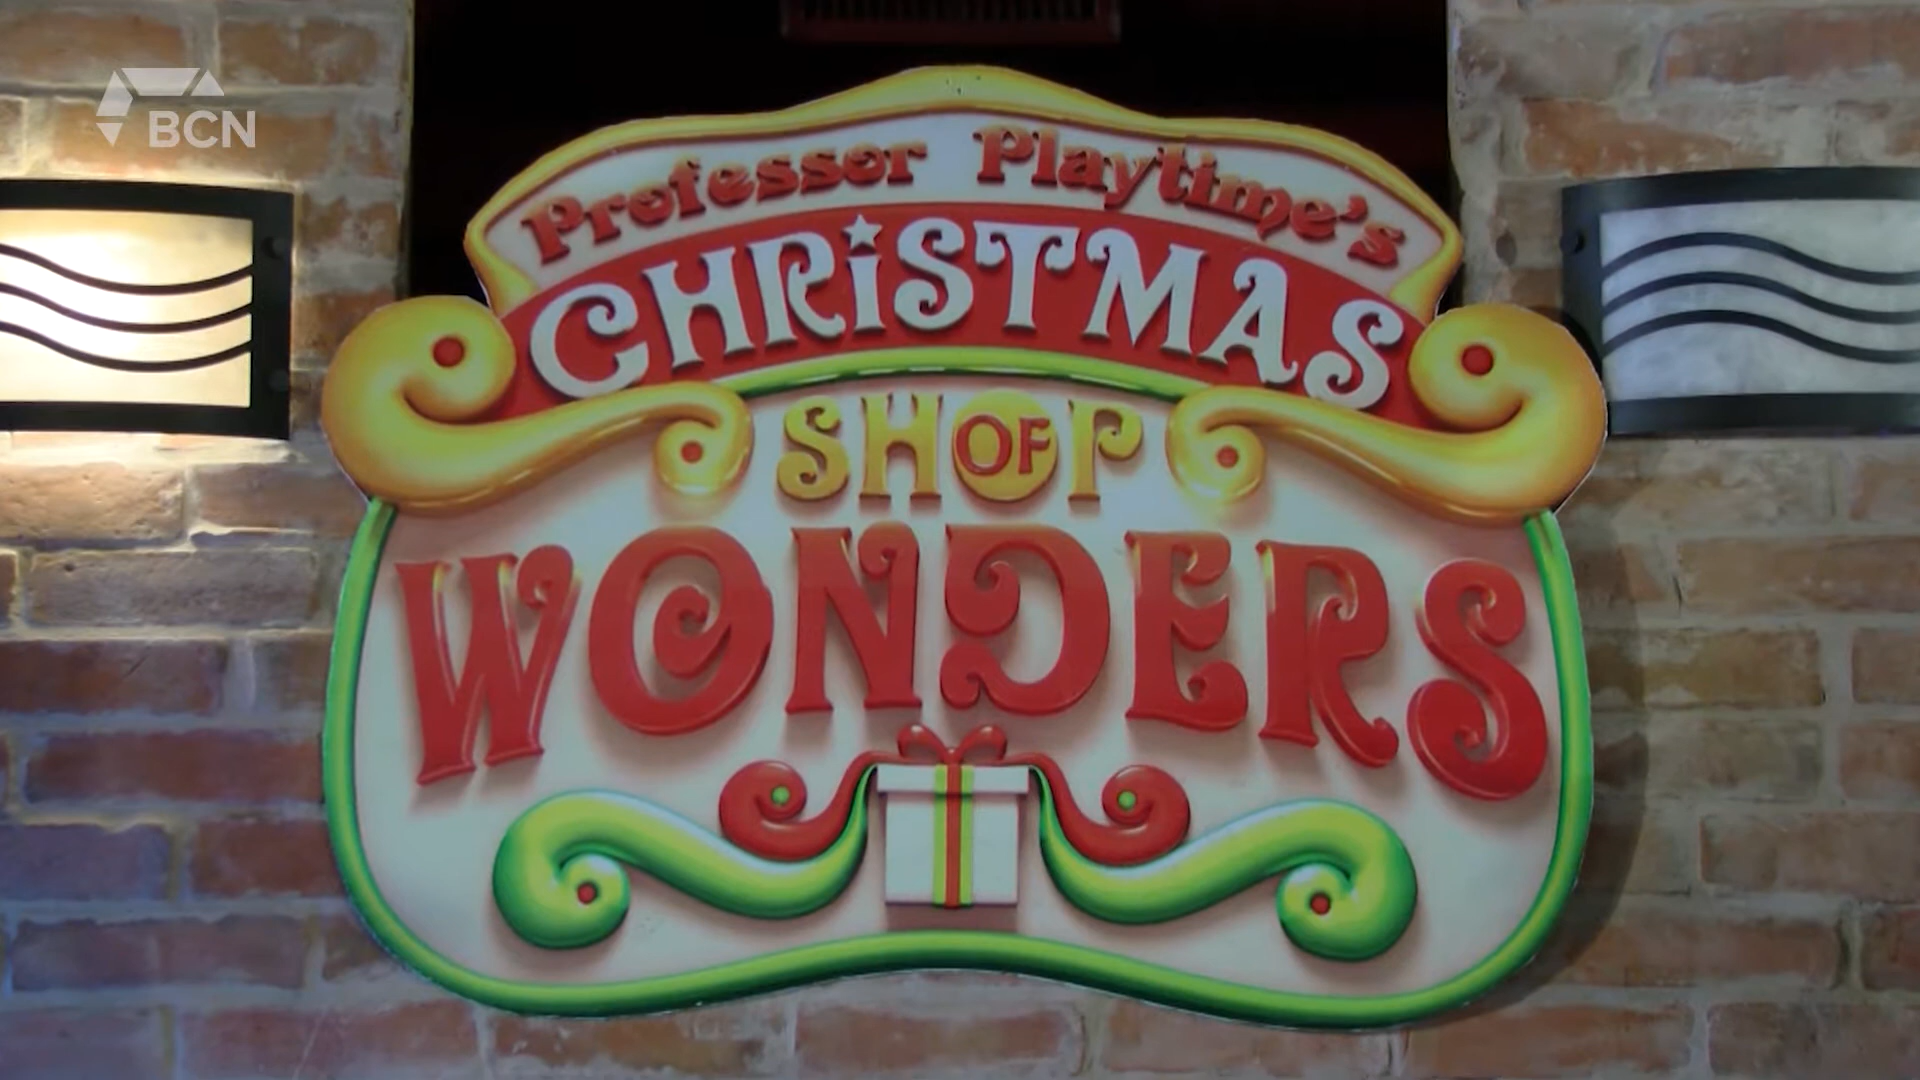 BCN
Professor Playtime's
CHRiSTMAS
SHOP
OF
WONDERS